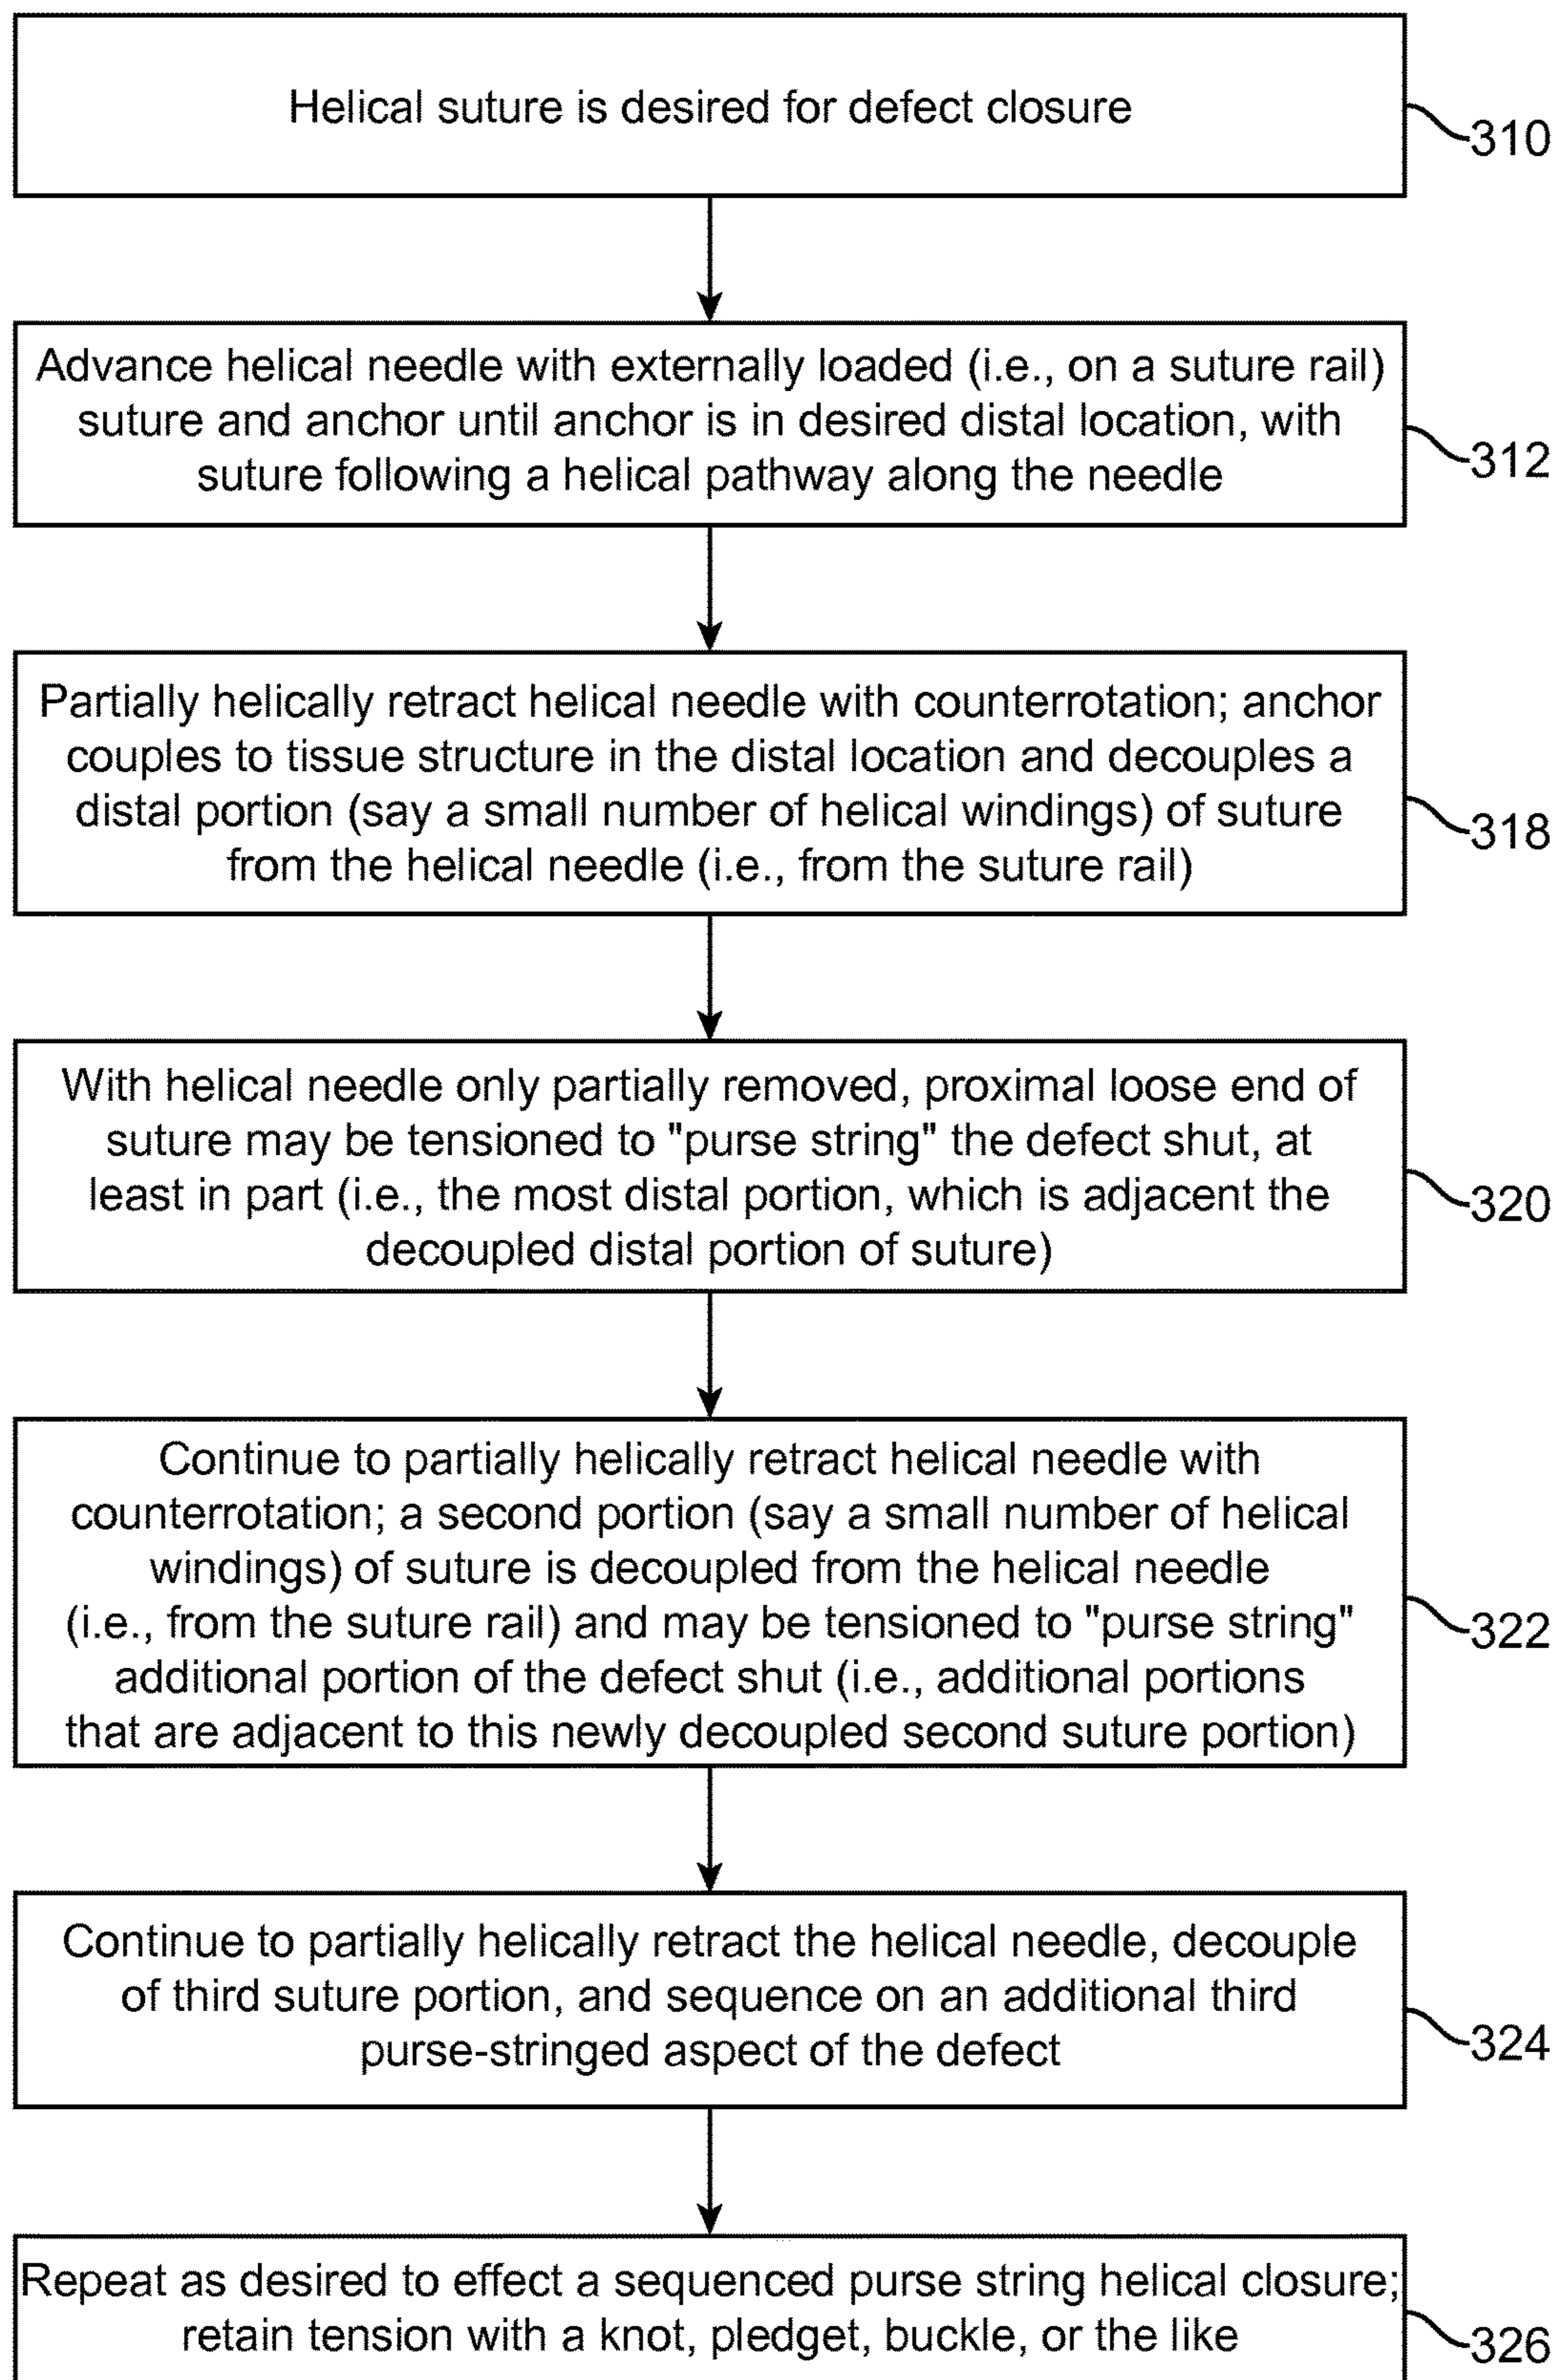 Helical suture is desired for defect closure
310
Advance helical needle with externally loaded (i.e., on a suture rail)
suture and anchor until anchor is in desired distal location, with
suture following a helical pathway along the needle
312
Partially helically retract helical needle with counterrotation; anchor
couples to tissue structure in the distal location and decouples a
distal portion (say a small number of helical windings) of suture
from the helical needle (i.e., from the suture rail)
318
With helical needle only partially removed, proximal loose end of
suture may be tensioned to "purse string" the defect shut, at
least in part (i.e., the most distal portion, which is adjacent the
decoupled distal portion of suture)
320
Continue to partially helically retract helical needle with
counterrotation; a second portion (say a small number of helical
windings) of suture is decoupled from the helical needle
(i.e., from the suture rail) and may be tensioned to "purse string"
additional portion of the defect shut (i.e., additional portions
that are adjacent to this newly decoupled second suture portion)
322
Continue to partially helically retract the helical needle, decouple
of third suture portion, and sequence on an additional third
purse-stringed aspect of the defect
324
Repeat as desired to effect a sequenced purse string helical closure;
retain tension with a knot, pledget, buckle, or the like
326